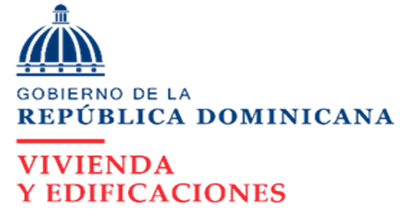 GOBIERNO DE LA
REPÚBLICA DOMINICANA
VIVIENDA
Y EDIFICACIONES